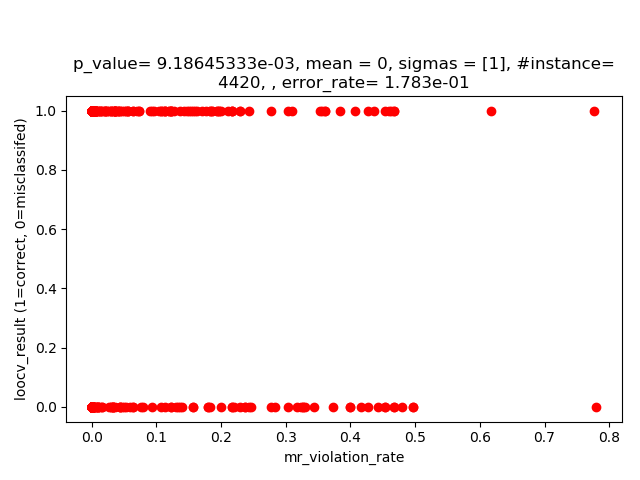 p_value= 9.18645333e-03, mean = 0, sigmas = [1], #instance=
4420, , error_rate= 1.783e-01
1.0
0.8
0.6
0.4
0.2
0.0
loocv_result (1=correct, 0=misclassifed)
0.0 0.1 0.2 0.3 0.4 0.5 0.6 0.7 0.8
mr_violation_rate